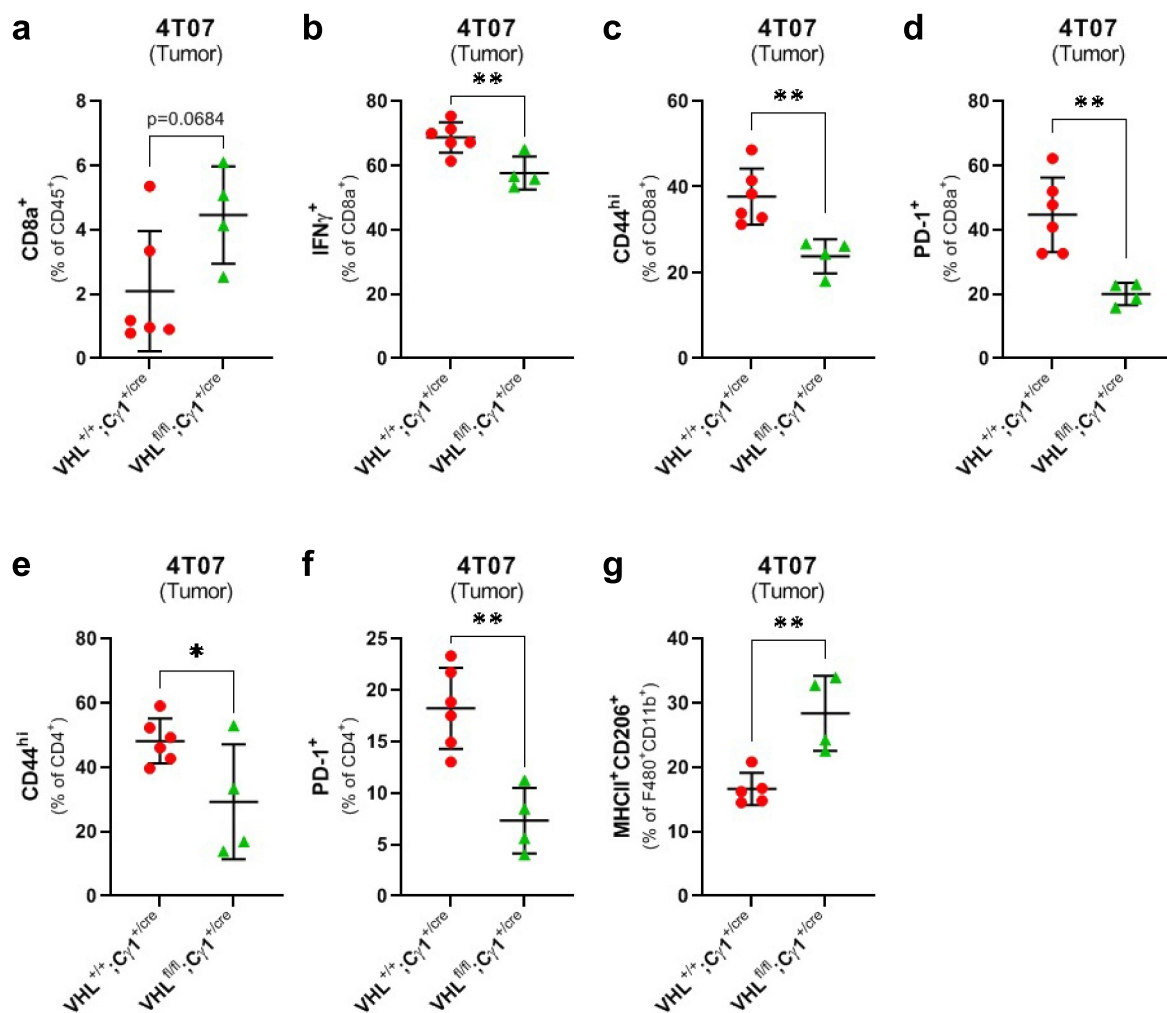 a
4T07
(Tumor)
p=0.0684
8
6
4
2
0
CD8a⁺
(% of CD45⁺)
VHL⁺/⁺;Cγ1⁺/ᶜʳᵉ
VHLᶠˡ/ᶠˡ;Cγ1⁺/ᶜʳᵉ
b
4T07
(Tumor)
**
80
60
40
20
0
IFNγ⁺
(% of CD8a⁺)
VHL⁺/⁺;Cγ1⁺/ᶜʳᵉ
VHLᶠˡ/ᶠˡ;Cγ1⁺/ᶜʳᵉ
c
4T07
(Tumor)
**
60
40
20
0
CD44ʰⁱ
(% of CD8a⁺)
VHL⁺/⁺;Cγ1⁺/ᶜʳᵉ
VHLᶠˡ/ᶠˡ;Cγ1⁺/ᶜʳᵉ
d
4T07
(Tumor)
**
80
60
40
20
0
PD-1⁺
(% of CD8a⁺)
VHL⁺/⁺;Cγ1⁺/ᶜʳᵉ
VHLᶠˡ/ᶠˡ;Cγ1⁺/ᶜʳᵉ
e
4T07
(Tumor)
*
80
60
40
20
0
CD44ʰⁱ
(% of CD4⁺)
VHL⁺/⁺;Cγ1⁺/ᶜʳᵉ
VHLᶠˡ/ᶠˡ;Cγ1⁺/ᶜʳᵉ
f
4T07
(Tumor)
**
25
20
15
10
5
0
PD-1⁺
(% of CD4⁺)
VHL⁺/⁺;Cγ1⁺/ᶜʳᵉ
VHLᶠˡ/ᶠˡ;Cγ1⁺/ᶜʳᵉ
g
4T07
(Tumor)
**
40
30
20
10
0
MHCII⁺CD206⁺
(% of F480⁺CD11b⁺)
VHL⁺/⁺;Cγ1⁺/ᶜʳᵉ
VHLᶠˡ/ᶠˡ;Cγ1⁺/ᶜʳᵉ